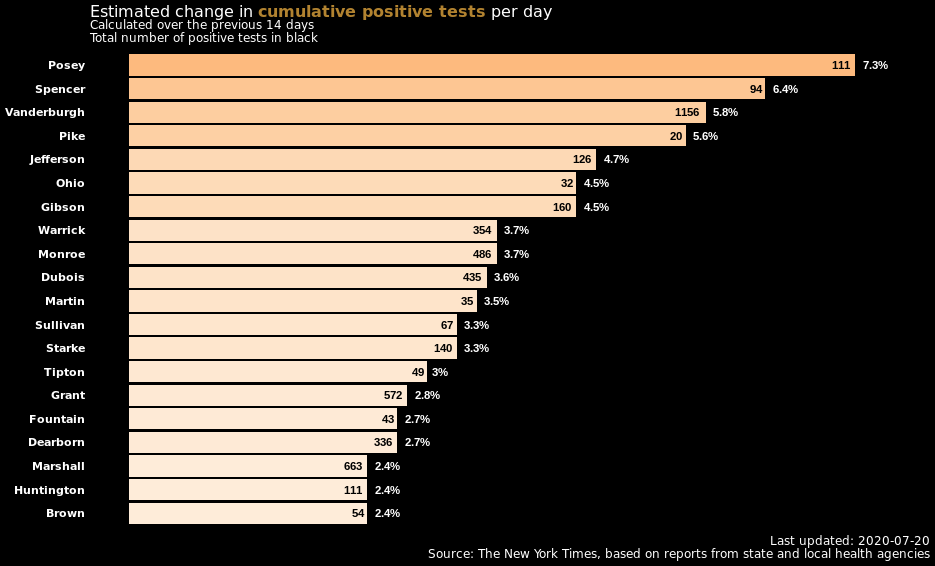 Estimated change in cumulative positive tests per day
Calculated over the previous 14 days
Total number of positive tests in black
Posey 111 7.3%
Spencer 94 6.4%
Vanderburgh 1156 5.8%
Pike 20 5.6%
Jefferson 126 4.7%
Ohio 32 4.5%
Gibson 160 4.5%
Warrick 354 3.7%
Monroe 486 3.7%
Dubois 435 3.6%
Martin 35 3.5%
Sullivan 67 3.3%
Starke 140 3.3%
Tipton 49 3%
Grant 572 2.8%
Fountain 43 2.7%
Dearborn 336 2.7%
Marshall 663 2.4%
Huntington 111 2.4%
Brown 54 2.4%
Last updated: 2020-07-20
Source: The New York Times, based on reports from state and local health agencies